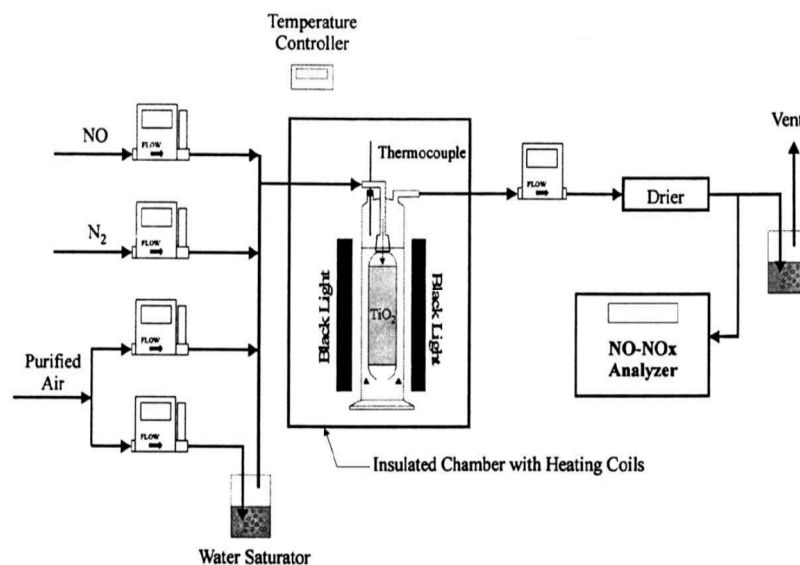 Temperature
Controller
NO
FLOW
N₂
FLOW
Purified
Air
FLOW
FLOW
Water Saturator
Thermocouple
Black Light
TiO₂
Black Light
Insulated Chamber with Heating Coils
FLOW
Drier
Vent
NO-NOx
Analyzer